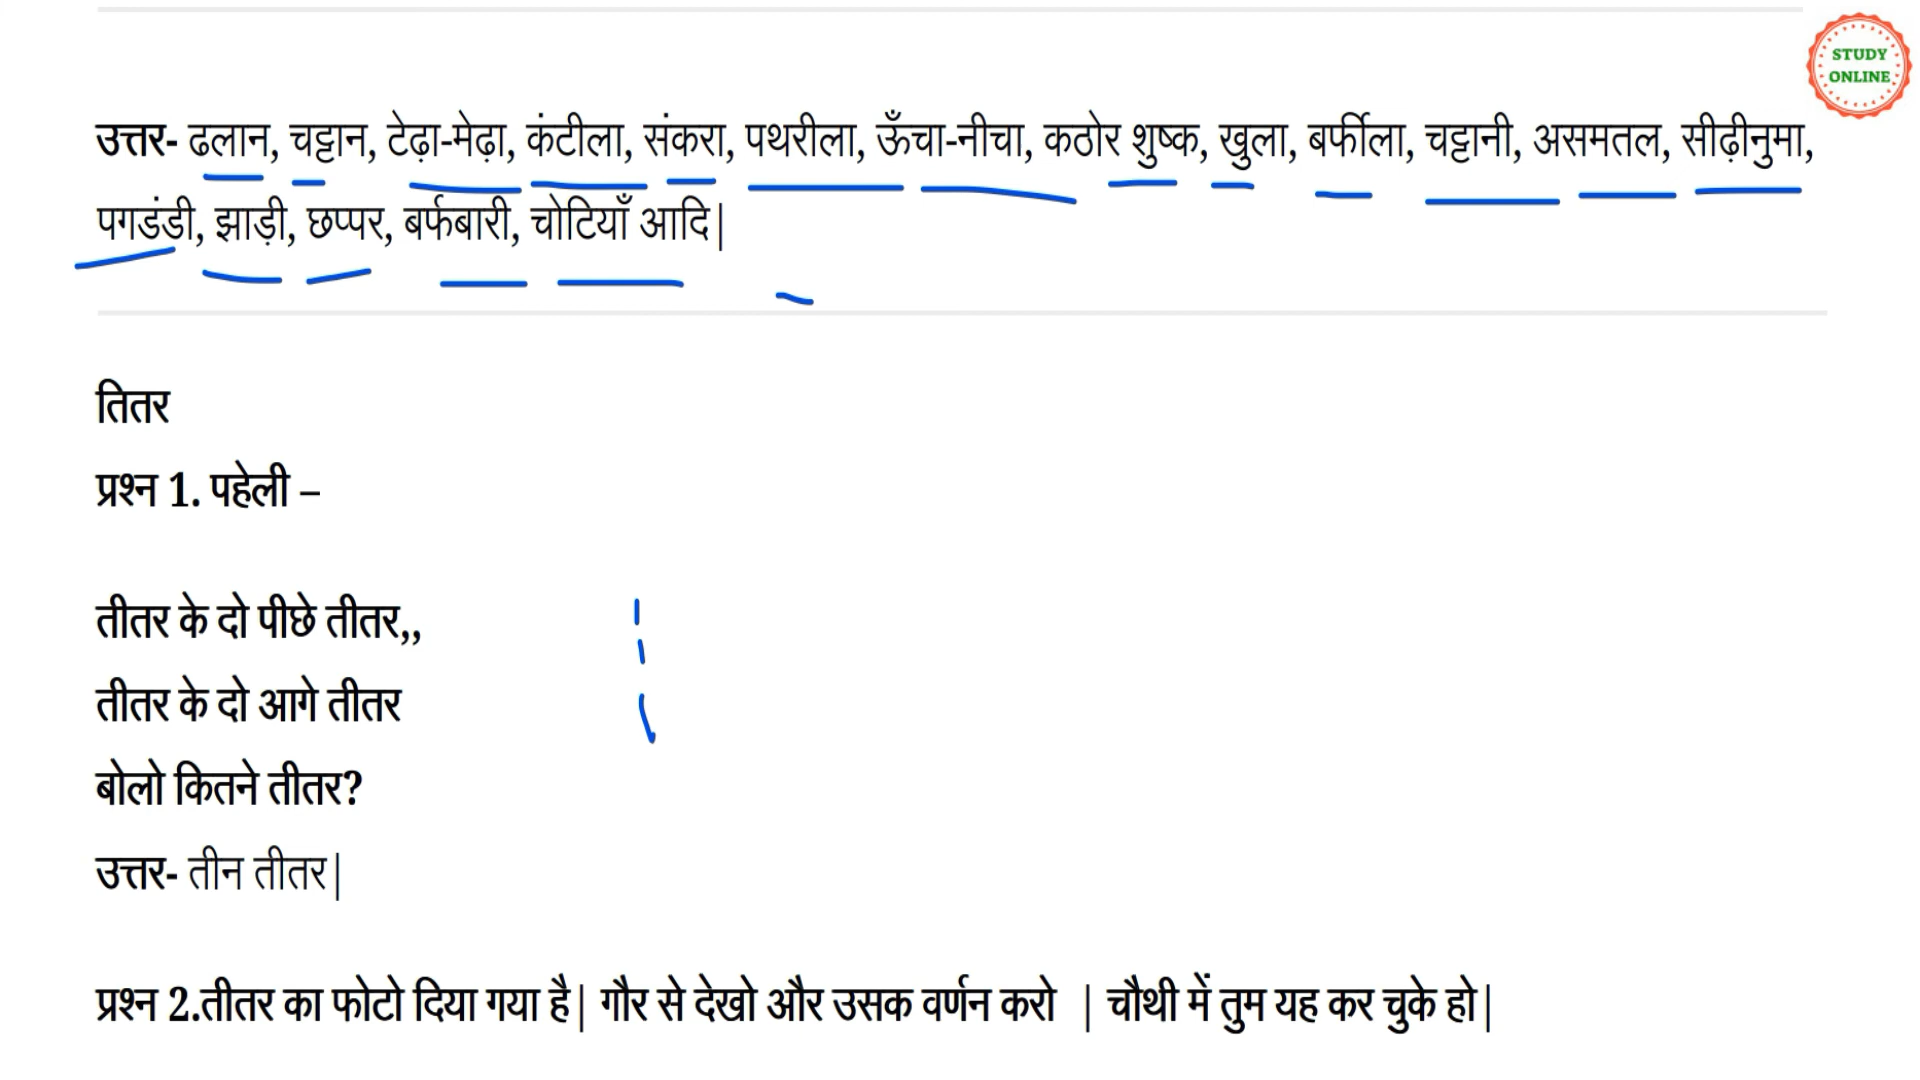 STUDY
ONLINE
उत्तर- ढलान, चट्टान, टेढ़ा-मेढ़ा, कंटीला, संकरा, पथरीला, ऊँचा-नीचा, कठोर शुष्क, खुला, बर्फीला, चट्टानी, असमतल, सीढ़ीनुमा,
पगडंडी, झाड़ी, छप्पर, बर्फबारी, चोटियाँ आदि|
तितर
प्रश्न 1. पहेली –
तीतर के दो पीछे तीतर,,
तीतर के दो आगे तीतर
बोलो कितने तीतर?
उत्तर- तीन तीतर|
प्रश्न 2.तीतर का फोटो दिया गया है| गौर से देखो और उसक वर्णन करो | चौथी में तुम यह कर चुके हो|